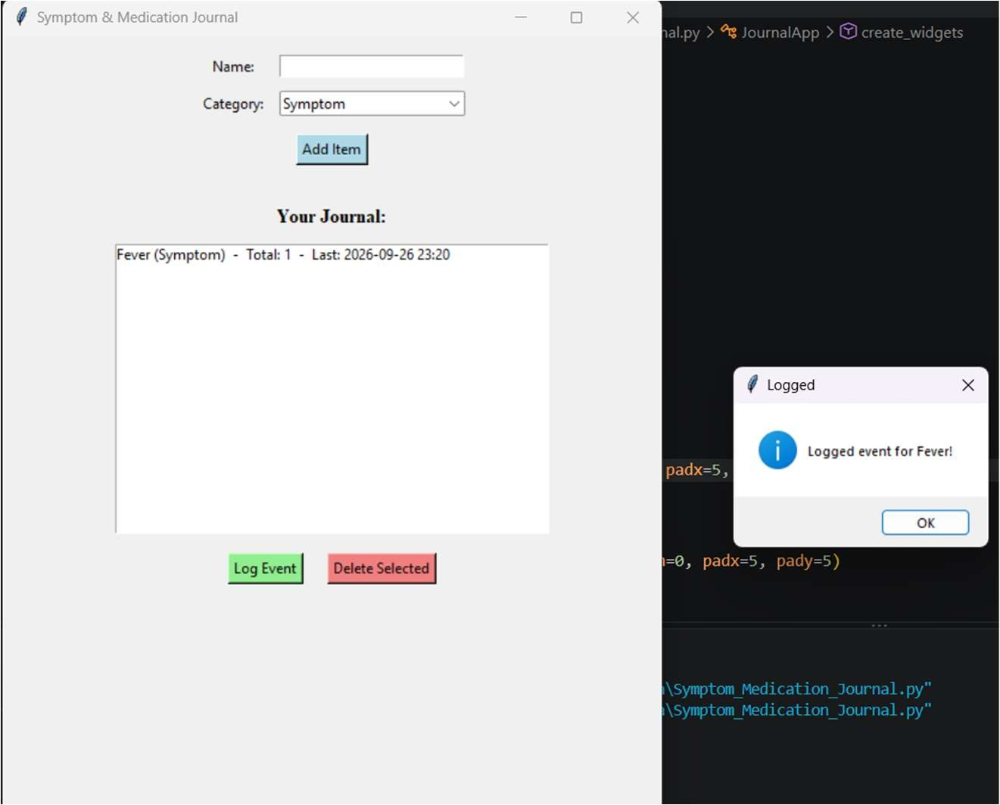 Symptom & Medication Journal
nal.py > JournalApp > create_widgets
Name:
Category: Symptom
Add Item
Your Journal:
Fever (Symptom) - Total: 1 - Last: 2026-09-26 23:20
Log Event
Delete Selected
Logged
Logged event for Fever!
OK
padx=5,
=0, padx=5, pady=5)
\Symptom_Medication_Journal.py"
\Symptom_Medication_Journal.py"